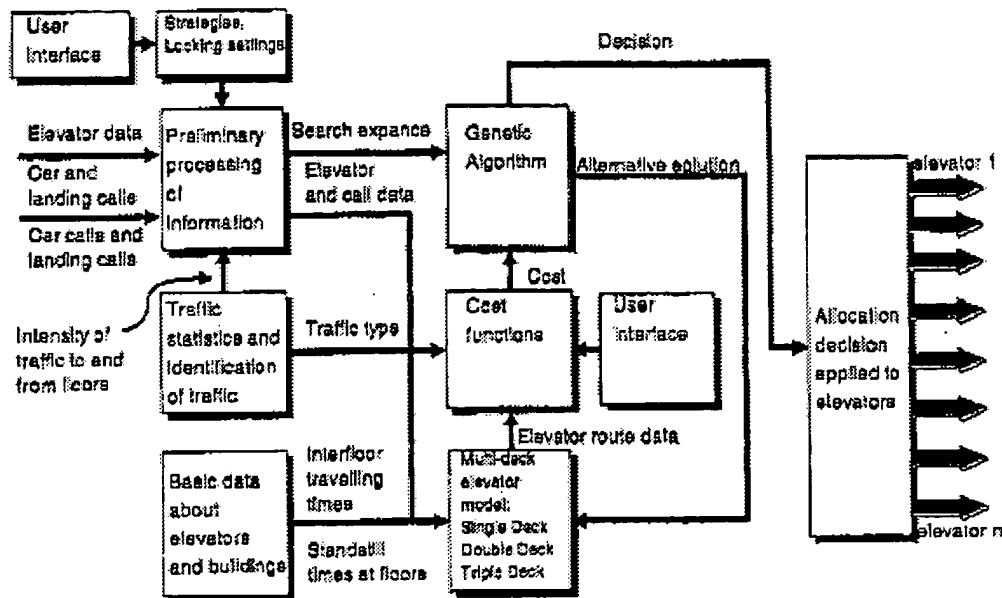 User
Interface
Strategies,
Locking settings
Decision
Elevator data
Car and
landing calls
Car calls and
landing calls
Preliminary
processing
of
information
Search expance
Elevator
and call data
Genetic
Algorithm
Alternative solution
elevator 1
Intensity of
traffic to and
from floors
Traffic
statistics and
identification
of traffic
Traffic type
Cost
Cost
functions
User
interface
Allocation
decision
applied to
elevators
Elevator route data
Basic data
about
elevators
and buildings
Interfloor
travelling
times
Standstill
times at floors
Multi-deck
elevator
model:
Single Deck
Double Deck
Triple Deck
elevator n